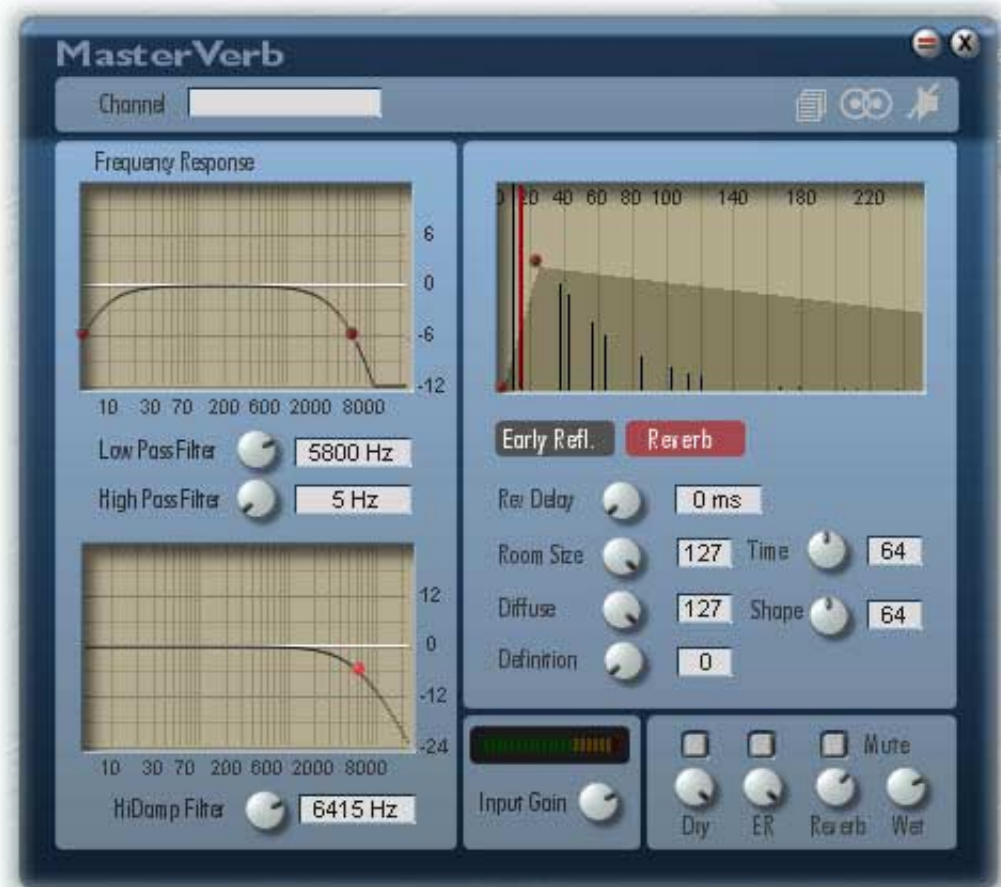 MasterVerb
X
Channel
Frequency Response
6
0
-6
-12
10 30 70 200 600 2000 8000
Low Pass Filter 5800 Hz
High Pass Filter 5 Hz
12
0
-12
-24
10 30 70 200 600 2000 8000
HiDamp Filter 6415 Hz
0 20 40 60 80 100 140 180 220
Early Refl. Reverb
Rev Delay 0 ms
Room Size 127 Time 64
Diffuse 127 Shape 64
Definition 0
Input Gain
Mute
Dry ER Reverb Wet